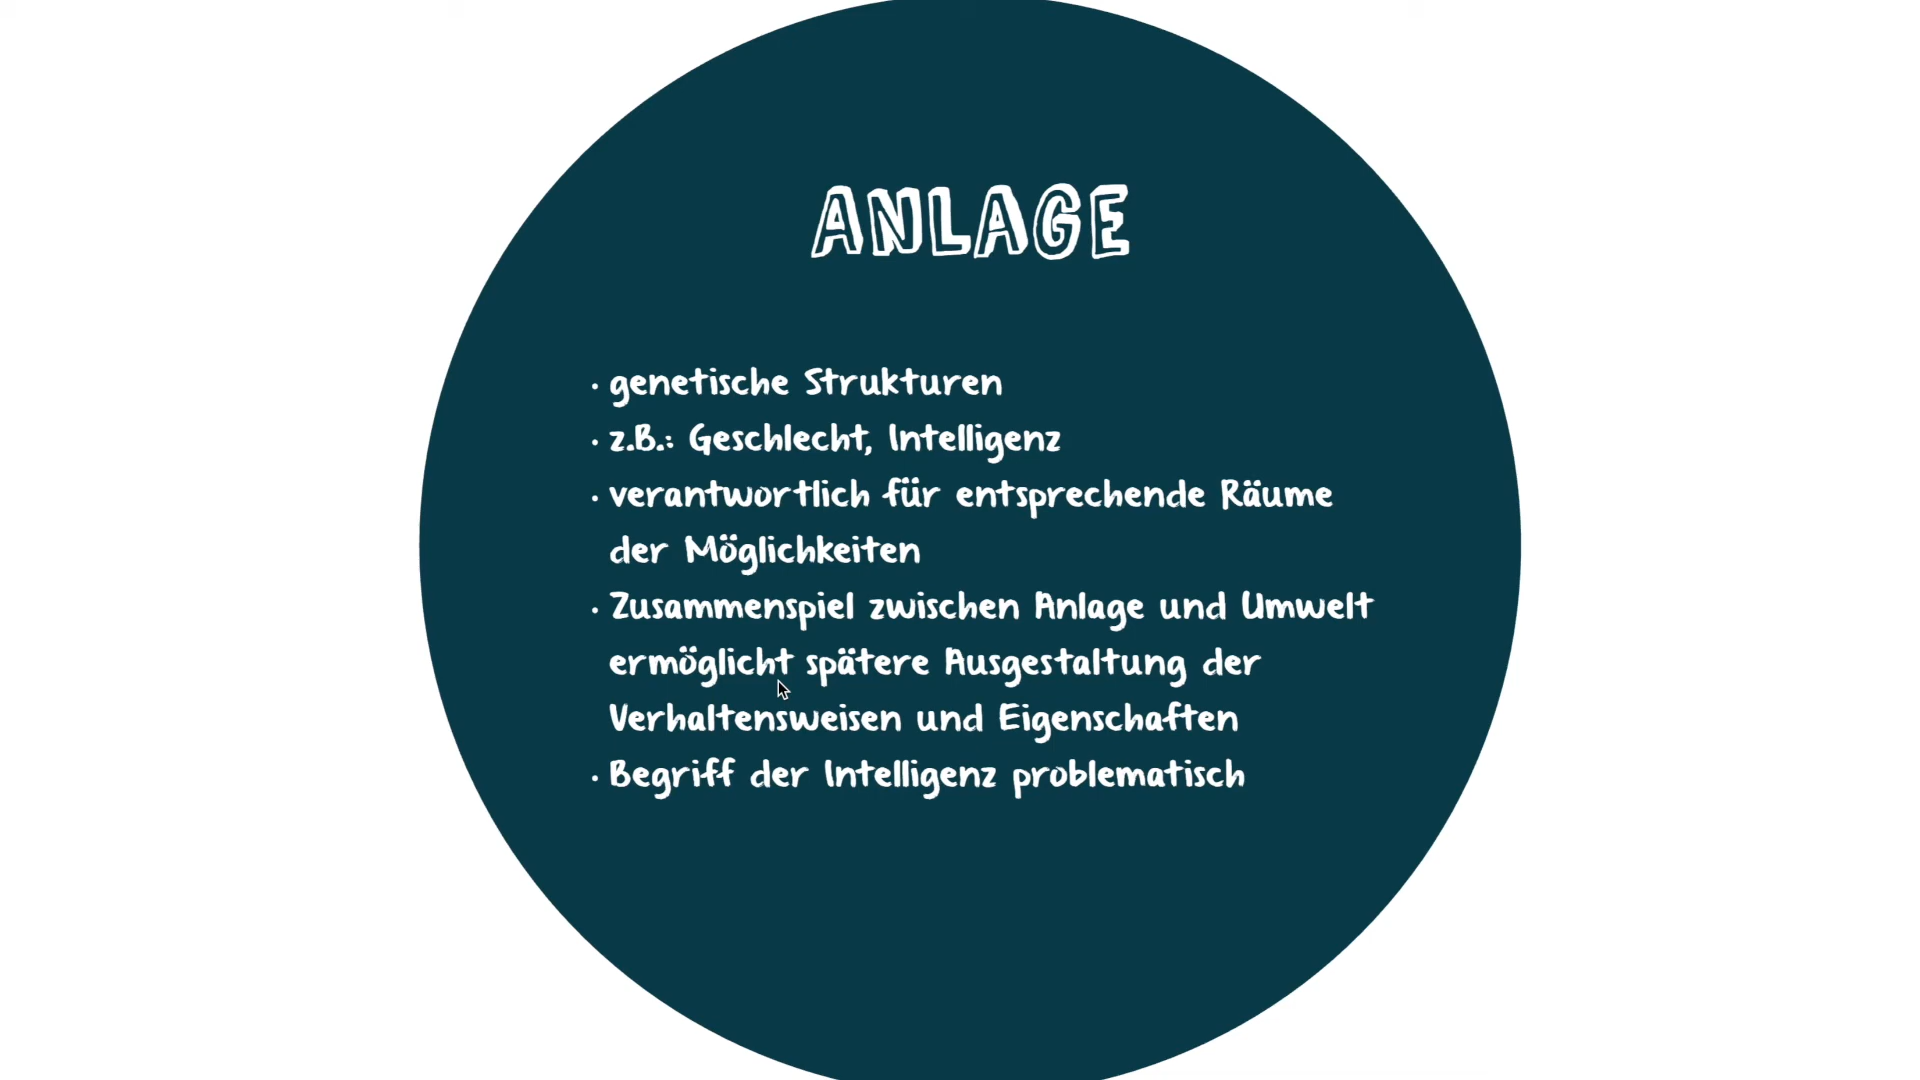 ANLAGE
· genetische Strukturen
· z.B.: Geschlecht, Intelligenz
· verantwortlich für entsprechende Räume
der Möglichkeiten
· Zusammenspiel zwischen Anlage und Umwelt
ermöglicht spätere Ausgestaltung der
Verhaltensweisen und Eigenschaften
· Begriff der Intelligenz problematisch